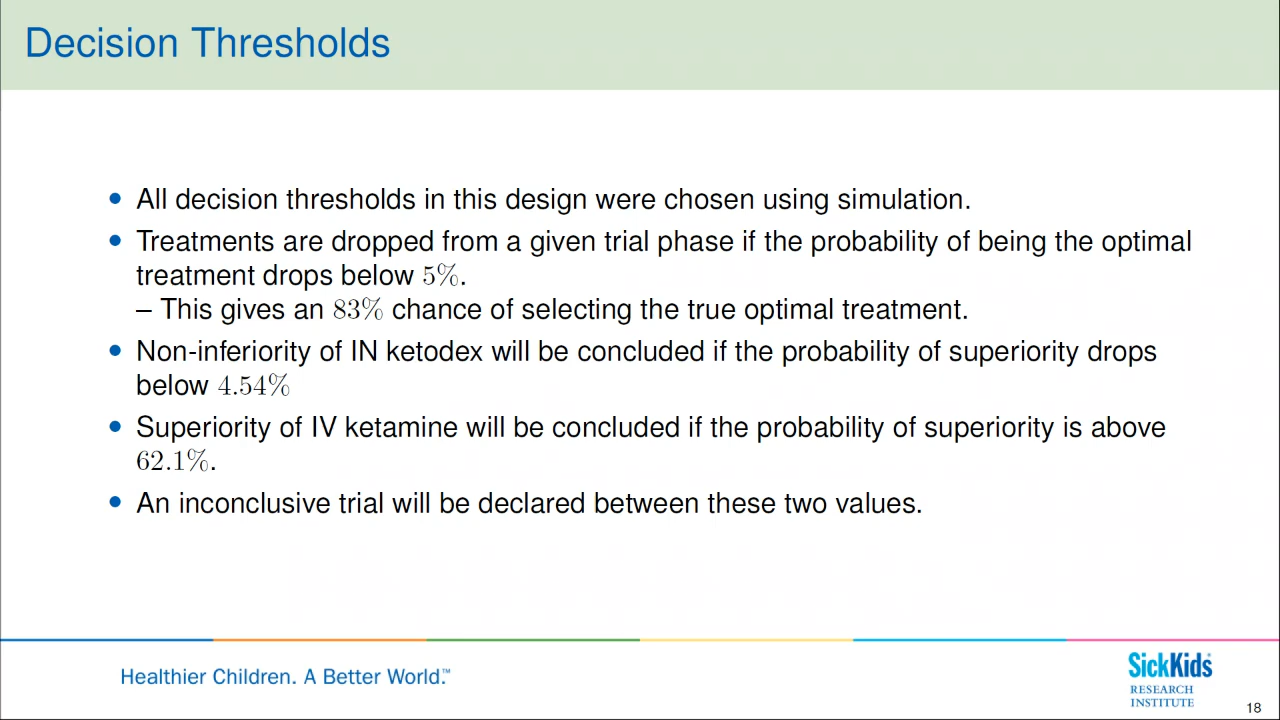 Decision Thresholds
• All decision thresholds in this design were chosen using simulation.
• Treatments are dropped from a given trial phase if the probability of being the optimal
treatment drops below 5%.
– This gives an 83% chance of selecting the true optimal treatment.
• Non-inferiority of IN ketodex will be concluded if the probability of superiority drops
below 4.54%
• Superiority of IV ketamine will be concluded if the probability of superiority is above
62.1%.
• An inconclusive trial will be declared between these two values.
Healthier Children. A Better World.™
SickKids®
RESEARCH
INSTITUTE
18